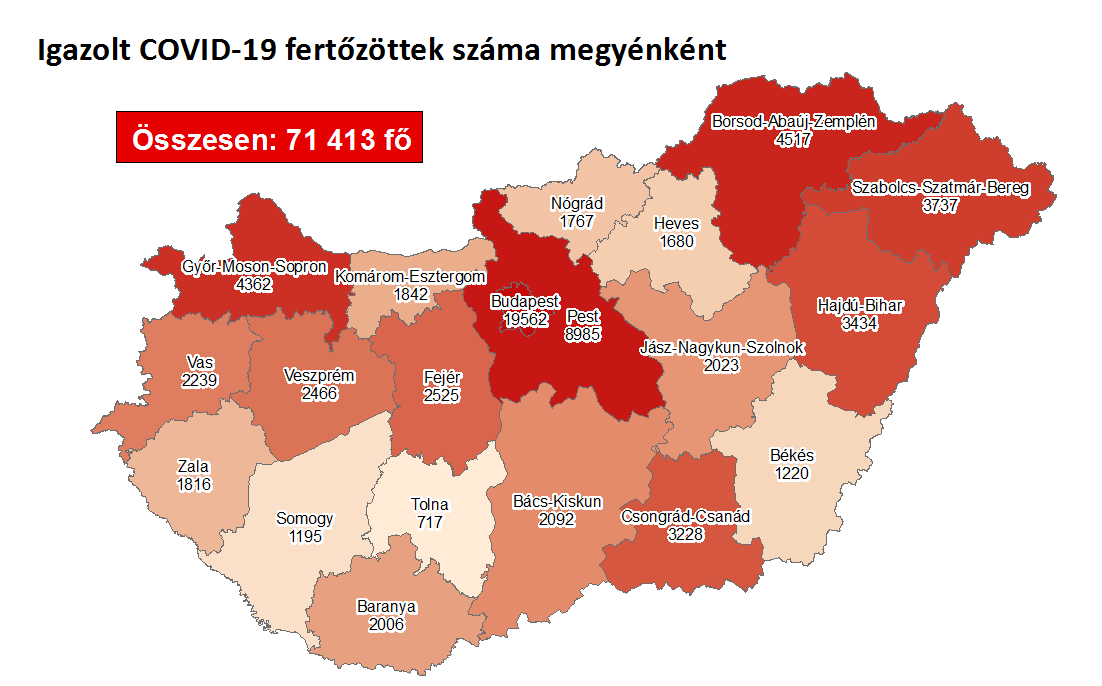 Igazolt COVID-19 fertőzöttek száma megyénként
Összesen: 71 413 fő
Borsod-Abaúj-Zemplén
4517
Szabolcs-Szatmár-Bereg
3737
Nógrád
1767
Heves
1680
Győr-Moson-Sopron
4362
Komárom-Esztergom
1842
Budapest
19562
Pest
8985
Hajdú-Bihar
3434
Jász-Nagykun-Szolnok
2023
Vas
2239
Veszprém
2466
Fejér
2525
Zala
1816
Békés
1220
Somogy
1195
Tolna
717
Bács-Kiskun
2092
Csongrád-Csanád
3228
Baranya
2006